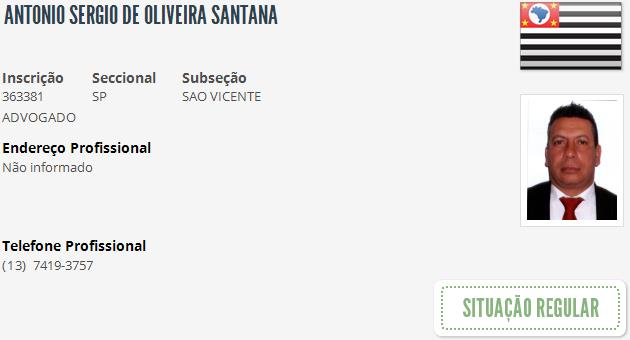 ANTONIO SERGIO DE OLIVEIRA SANTANA
Inscrição Seccional Subseção
363381 SP SAO VICENTE
ADVOGADO
Endereço Profissional
Não informado
Telefone Profissional
(13) 7419-3757
SITUAÇÃO REGULAR